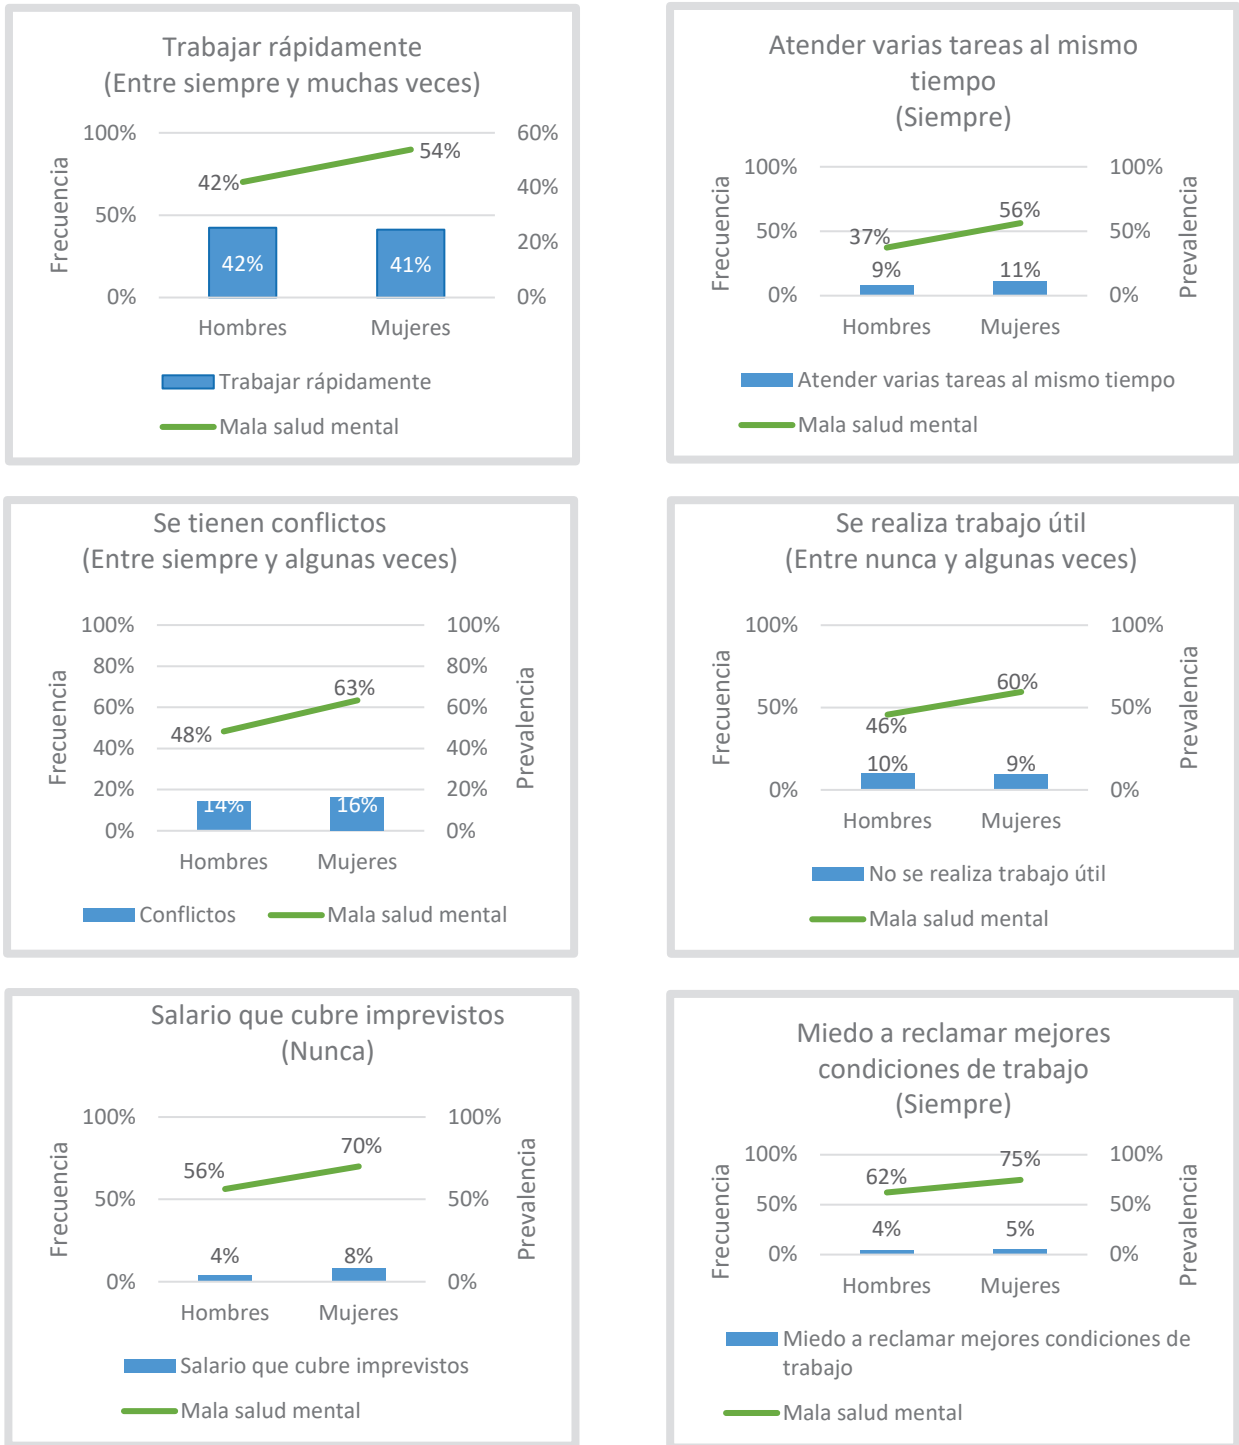 Trabajar rápidamente
(Entre siempre y muchas veces)
100%
50%
0%
Frecuencia
60%
40%
20%
0%
42%
54%
42%
41%
Hombres
Mujeres
Trabajar rápidamente
Mala salud mental
Atender varias tareas al mismo
tiempo
(Siempre)
100%
50%
0%
Frecuencia
100%
50%
0%
Prevalencia
37%
56%
9%
11%
Hombres
Mujeres
Atender varias tareas al mismo tiempo
Mala salud mental
Se tienen conflictos
(Entre siempre y algunas veces)
100%
80%
60%
40%
20%
0%
Frecuencia
100%
80%
60%
40%
20%
0%
Prevalencia
48%
63%
14%
16%
Hombres
Mujeres
Conflictos
Mala salud mental
Se realiza trabajo útil
(Entre nunca y algunas veces)
100%
50%
0%
Frecuencia
100%
50%
0%
Prevalencia
46%
60%
10%
9%
Hombres
Mujeres
No se realiza trabajo útil
Mala salud mental
Salario que cubre imprevistos
(Nunca)
100%
50%
0%
Frecuencia
100%
50%
0%
Prevalencia
56%
70%
4%
8%
Hombres
Mujeres
Salario que cubre imprevistos
Mala salud mental
Miedo a reclamar mejores
condiciones de trabajo
(Siempre)
100%
50%
0%
Frecuencia
100%
50%
0%
Prevalencia
62%
75%
4%
5%
Hombres
Mujeres
Miedo a reclamar mejores condiciones de
trabajo
Mala salud mental